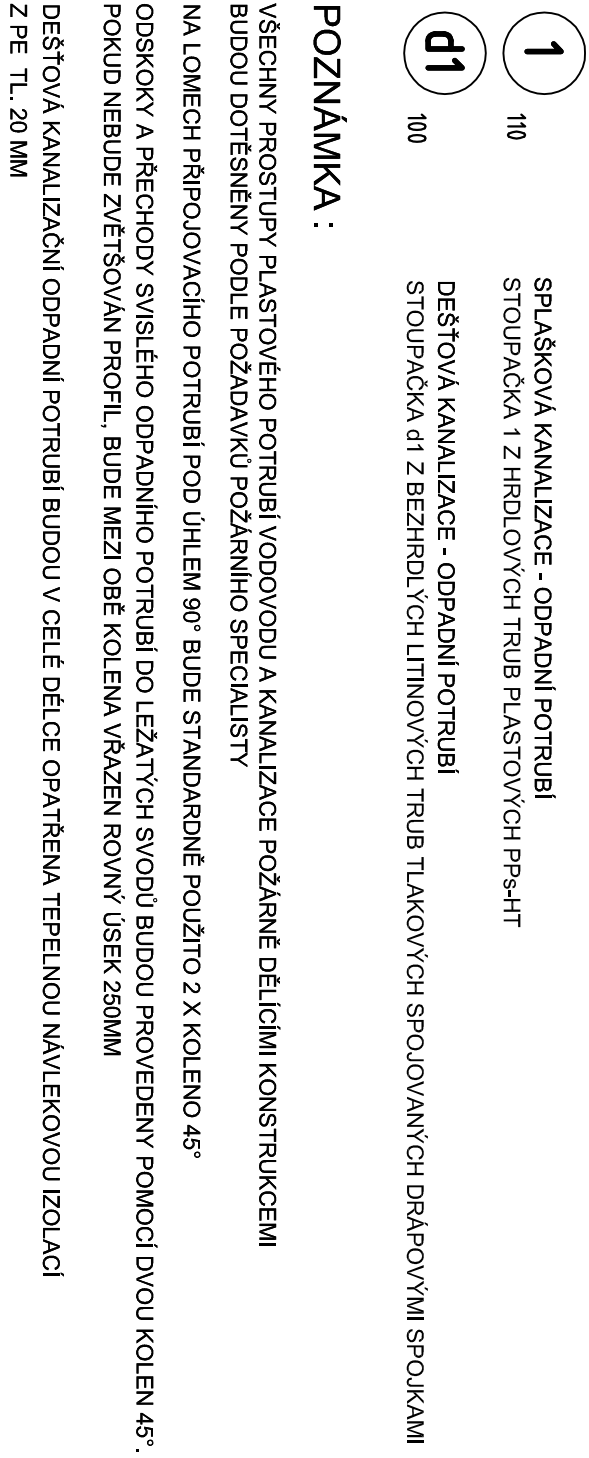 1
110
SPLAŠKOVÁ KANALIZACE - ODPADNÍ POTRUBÍ
STOUPAČKA 1 Z HRDLOVÝCH TRUB PLASTOVÝCH PPs-HT
d1
100
DEŠŤOVÁ KANALIZACE - ODPADNÍ POTRUBÍ
STOUPAČKA d1 Z BEZHRDLÝCH LITINOVÝCH TRUB TLAKOVÝCH SPOJOVANÝCH DRÁPOVÝMI SPOJKAMI
POZNÁMKA :
VŠECHNY PROSTUPY PLASTOVÉHO POTRUBÍ VODOVODU A KANALIZACE POŽÁRNĚ DĚLÍCÍMI KONSTRUKCEMI
BUDOU DOTĚSNĚNY PODLE POŽADAVKŮ POŽÁRNÍHO SPECIALISTY
NA LOMECH PŘIPOJOVACÍHO POTRUBÍ POD ÚHLEM 90° BUDE STANDARDNĚ POUŽITO 2 X KOLENO 45°
ODSKOKY A PŘECHODY SVISLÉHO ODPADNÍHO POTRUBÍ DO LEŽATÝCH SVODŮ BUDOU PROVEDENY POMOCÍ DVOU KOLEN 45°.
POKUD NEBUDE ZVĚTŠOVÁN PROFIL, BUDE MEZI OBĚ KOLENA VŘAZEN ROVNÝ ÚSEK 250MM
DEŠŤOVÁ KANALIZAČNÍ ODPADNÍ POTRUBÍ BUDOU V CELÉ DÉLCE OPATŘENA TEPELNOU NÁVLEKOVOU IZOLACÍ
Z PE TL. 20 MM